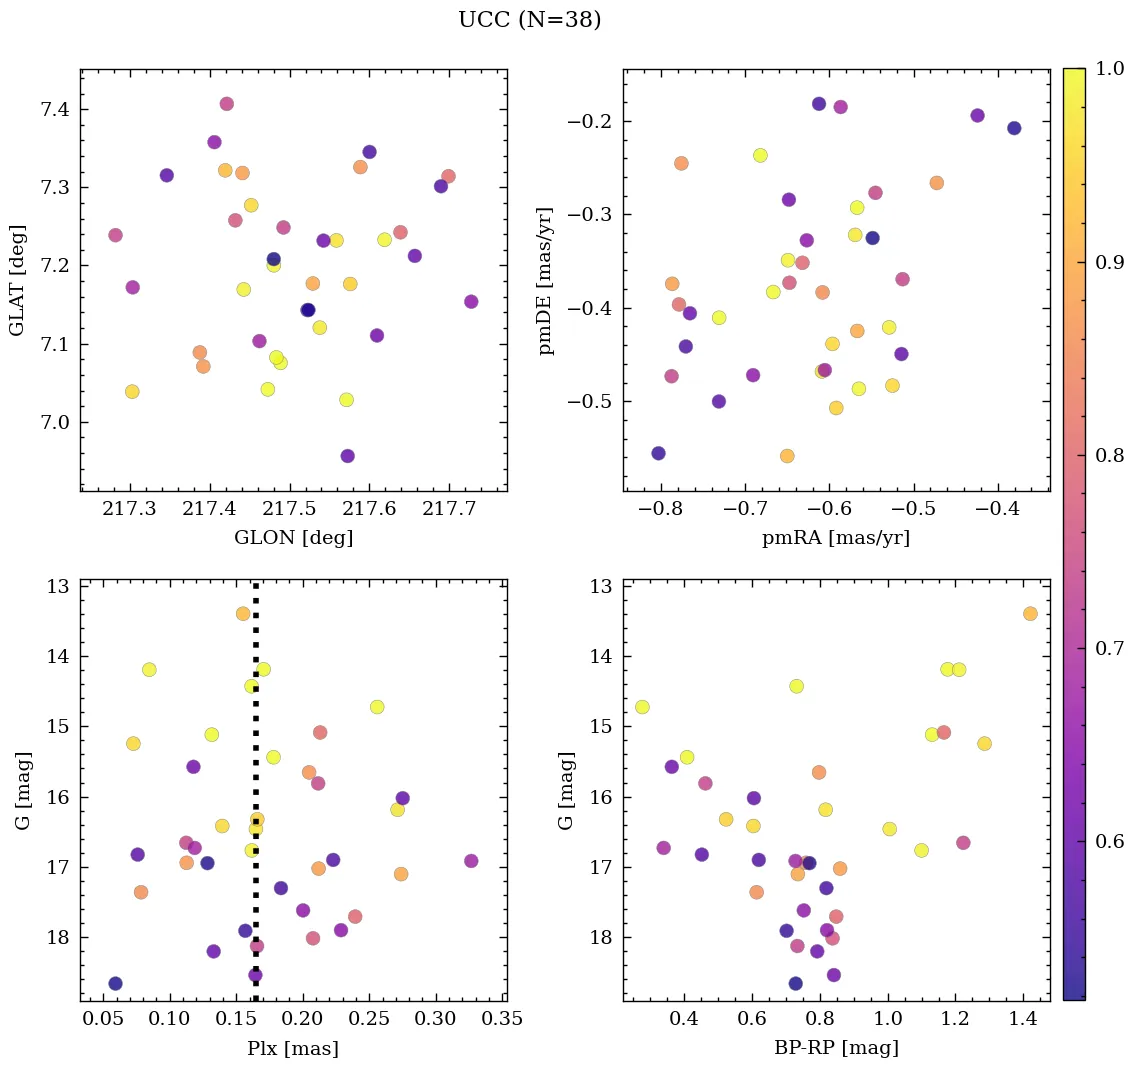 UCC (N=38)
7.4
7.3
7.2
7.1
7.0
GLAT [deg]
217.3 217.4 217.5 217.6 217.7
GLON [deg]
−0.2
−0.3
−0.4
−0.5
pmDE [mas/yr]
−0.8 −0.7 −0.6 −0.5 −0.4
pmRA [mas/yr]
13
14
15
16
17
18
G [mag]
0.05 0.10 0.15 0.20 0.25 0.30 0.35
Plx [mas]
13
14
15
16
17
18
G [mag]
0.4 0.6 0.8 1.0 1.2 1.4
BP-RP [mag]
1.0
0.9
0.8
0.7
0.6